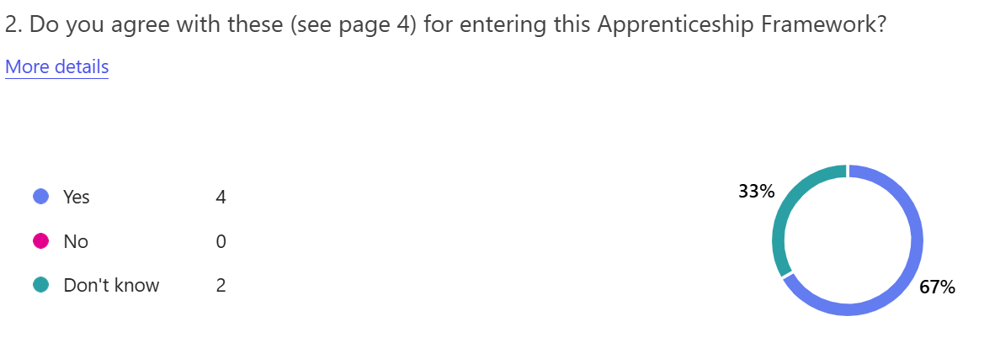 2. Do you agree with these (see page 4) for entering this Apprenticeship Framework?
More details
Yes 4
No 0
Don't know 2
33%
67%